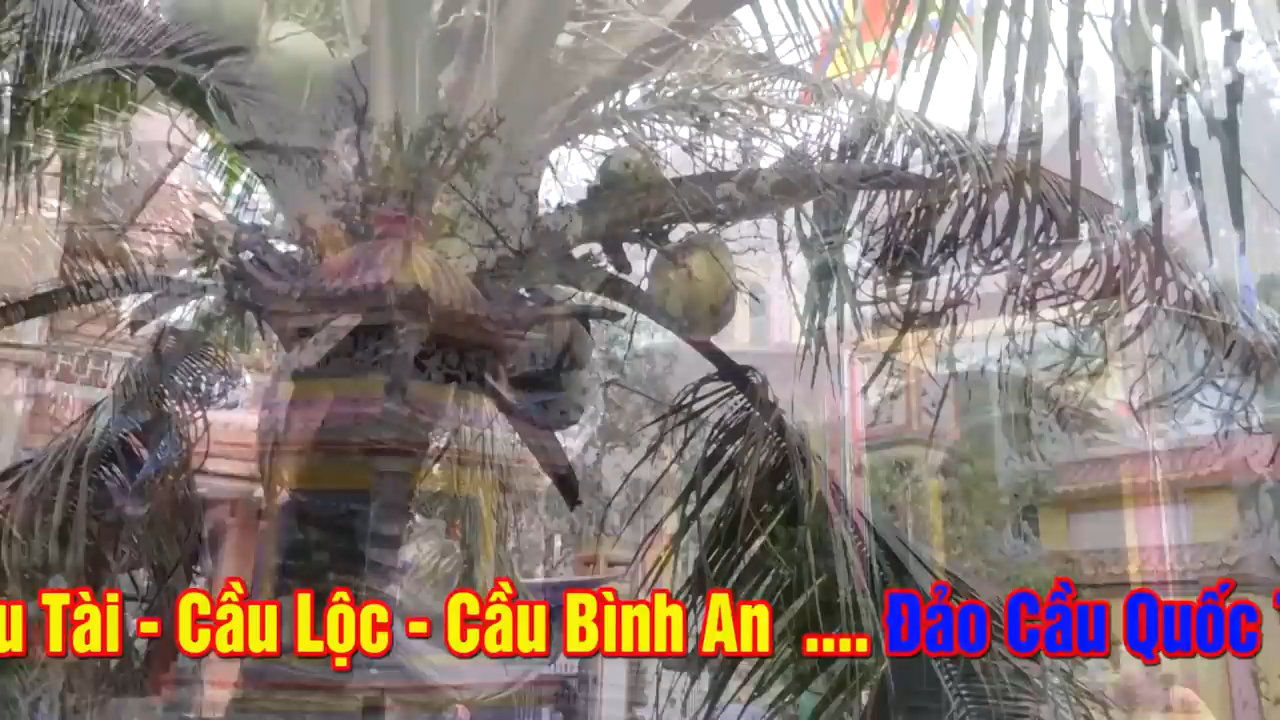 u Tài - Cầu Lộc - Cầu Bình An .... Đảo Cầu Quốc